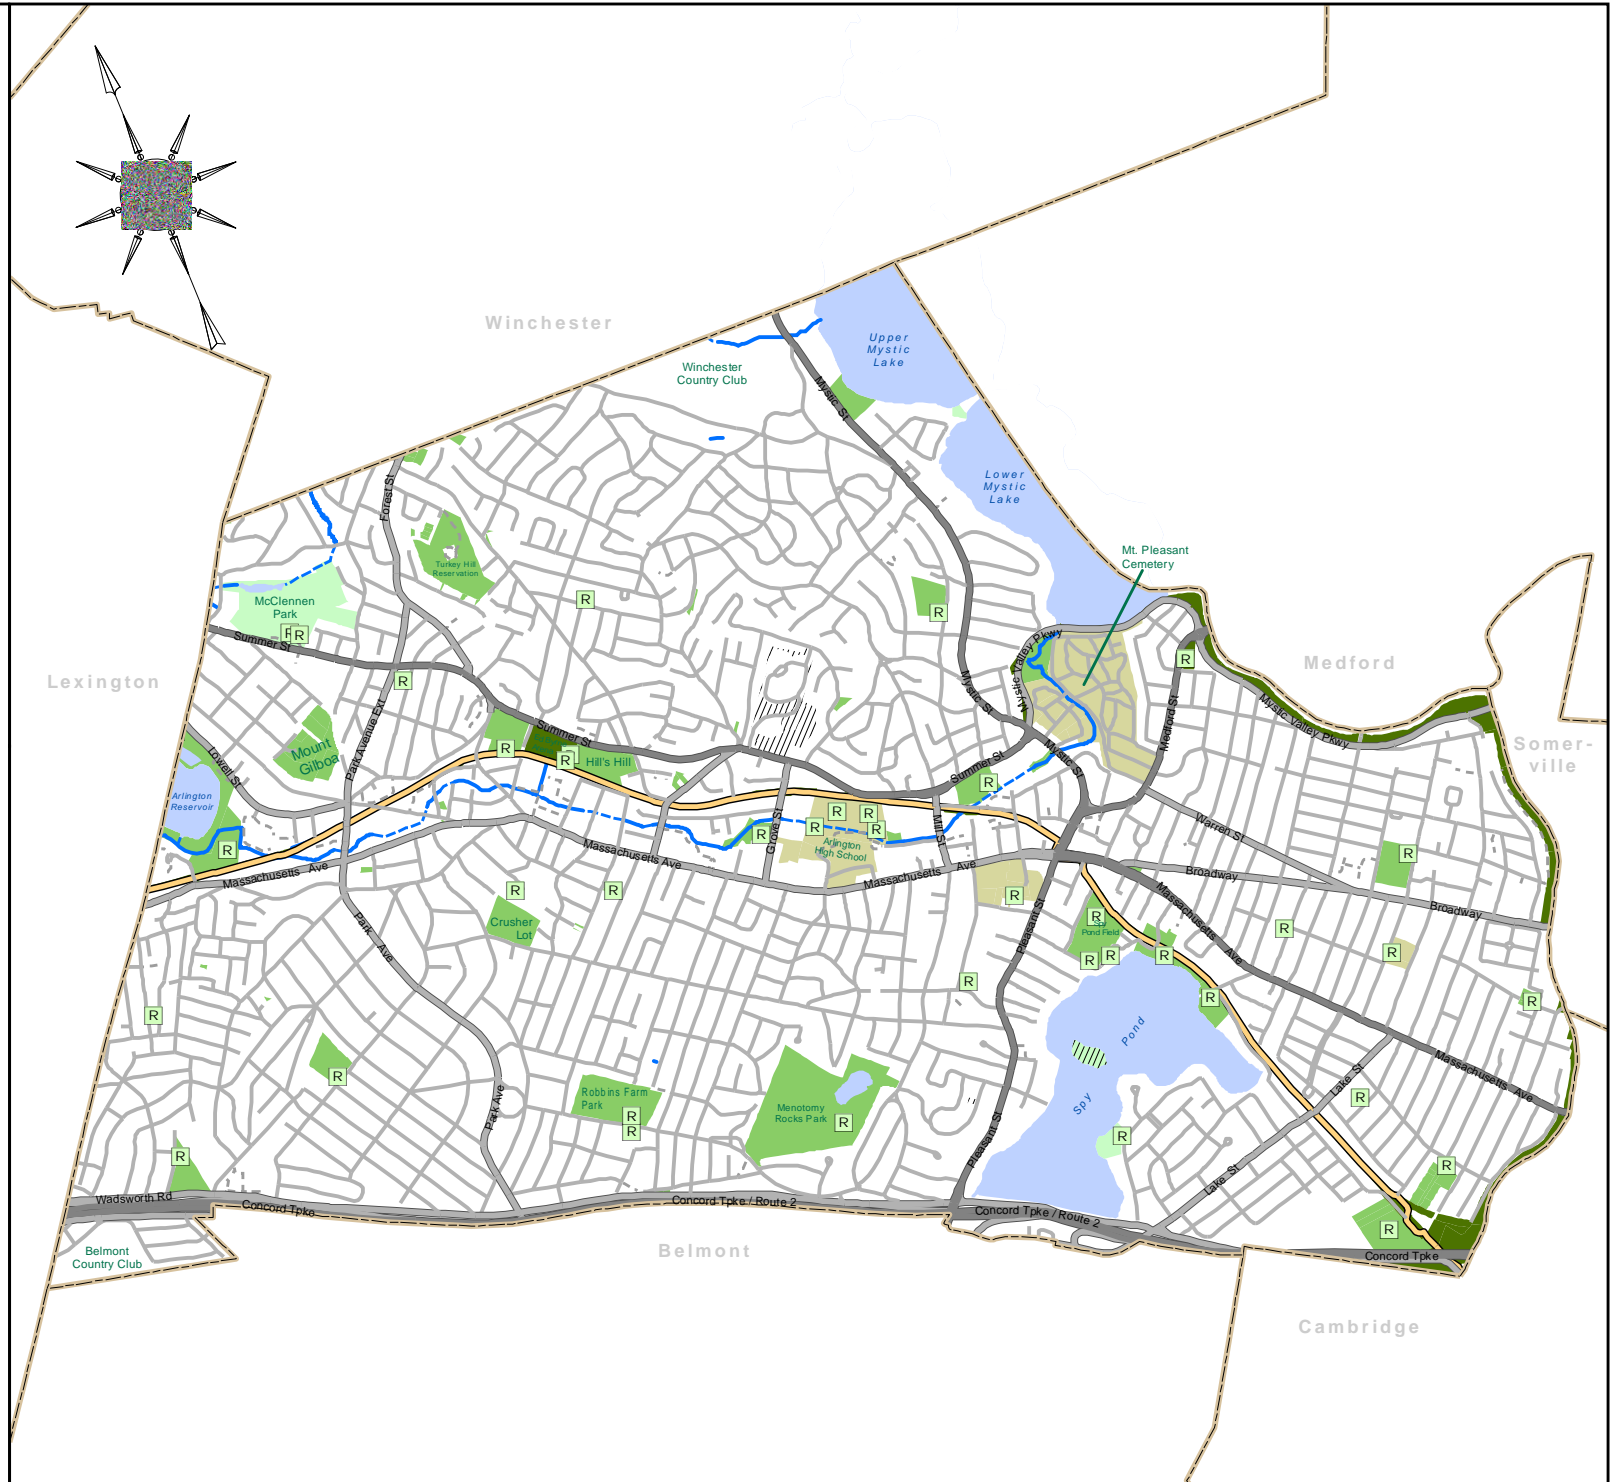 Winchester
Upper
Mystic
Lake
Winchester
Country Club
Mystic St
Lower
Mystic
Lake
Forest St
Mt. Pleasant
Cemetery
Turkey Hill
Reservation
R
McClennen
Park
R
R
R
Summer St
Mystic Valley Pkwy
Medford
R
Lexington
R
Mystic St
Mystic Valley Pkwy
Medford St
Park Avenue Ext
Mount
Gilboa
Summer St
R
R
Hill's Hill
Lowell St
Mystic St
Summer St
R
Somer-
ville
Arlington
Reservoir
R
R
R
R
R
Grove St
Mill St
Arlington
High School
Warren St
R
R
Massachusetts Ave
Massachusetts Ave
Massachusetts Ave
Broadway
Broadway
R
R
R
Crusher
Lot
Park Ave
Pleasant St
R
Spy
Pond Field
R
R
R
Massachusetts Ave
R
R
R
R
R
R
Spy Pond
R
Robbins Farm
Park
R
R
Menotomy
Rocks Park
R
Park Ave
Pleasant St
R
Lake St
R
Massachusetts Ave
R
R
Lake St
Wadsworth Rd
Concord Tpke
Concord Tpke / Route 2
Concord Tpke / Route 2
R
Concord Tpke
Belmont
Country Club
Belmont
Cambridge